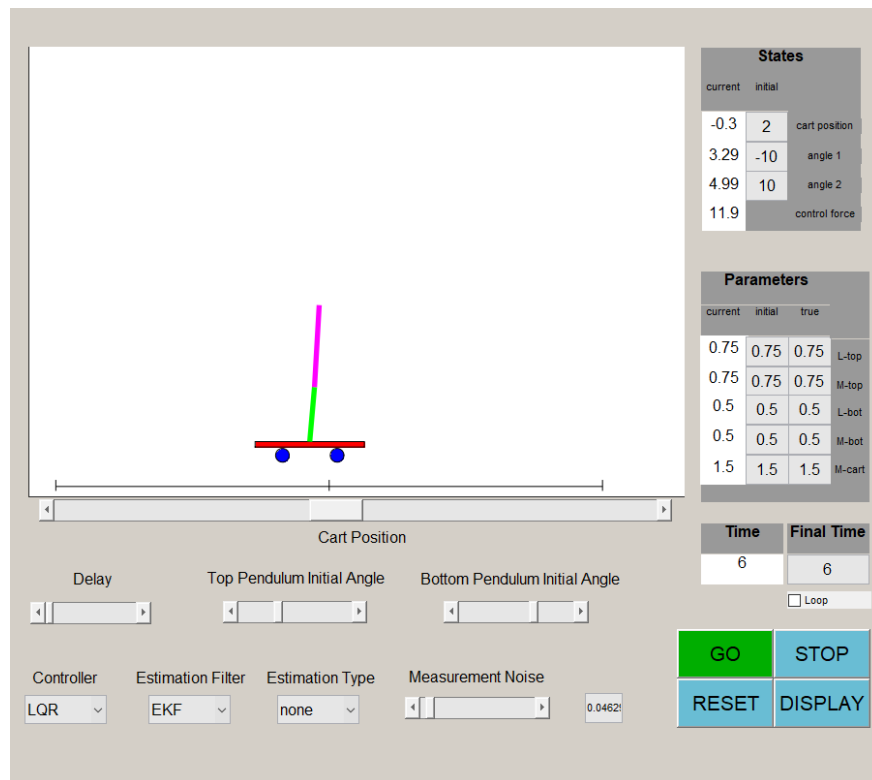 States
current initial
-0.3 2 cart position
3.29 -10 angle 1
4.99 10 angle 2
11.9 control force
Parameters
current initial true
0.75 0.75 0.75 L-top
0.75 0.75 0.75 M-top
0.5 0.5 0.5 L-bot
0.5 0.5 0.5 M-bot
1.5 1.5 1.5 M-cart
Cart Position
Time Final Time
6 6
Loop
Delay Top Pendulum Initial Angle Bottom Pendulum Initial Angle
GO STOP
RESET DISPLAY
Controller Estimation Filter Estimation Type Measurement Noise
LQR EKF none 0.0462